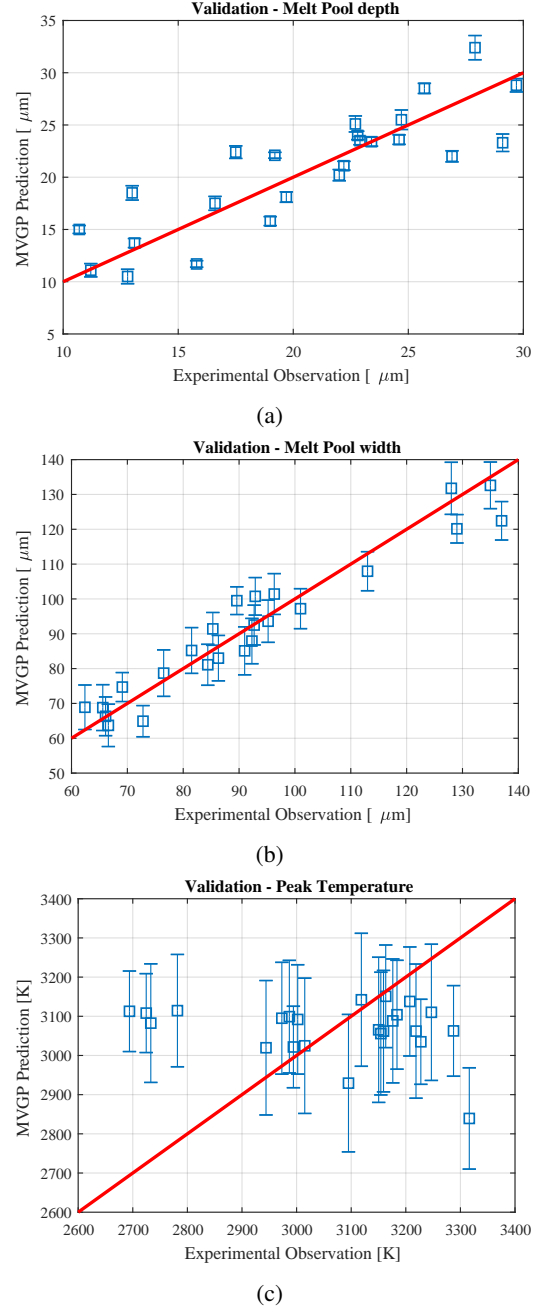 Validation - Melt Pool depth
35
30
25
20
15
10
5
MVGP Prediction [ μm]
10 15 20 25 30
Experimental Observation [ μm]
(a)
Validation - Melt Pool width
140
130
120
110
100
90
80
70
60
50
MVGP Prediction [ μm]
60 70 80 90 100 110 120 130 140
Experimental Observation [ μm]
(b)
Validation - Peak Temperature
3400
3300
3200
3100
3000
2900
2800
2700
2600
MVGP Prediction [K]
2600 2700 2800 2900 3000 3100 3200 3300 3400
Experimental Observation [K]
(c)